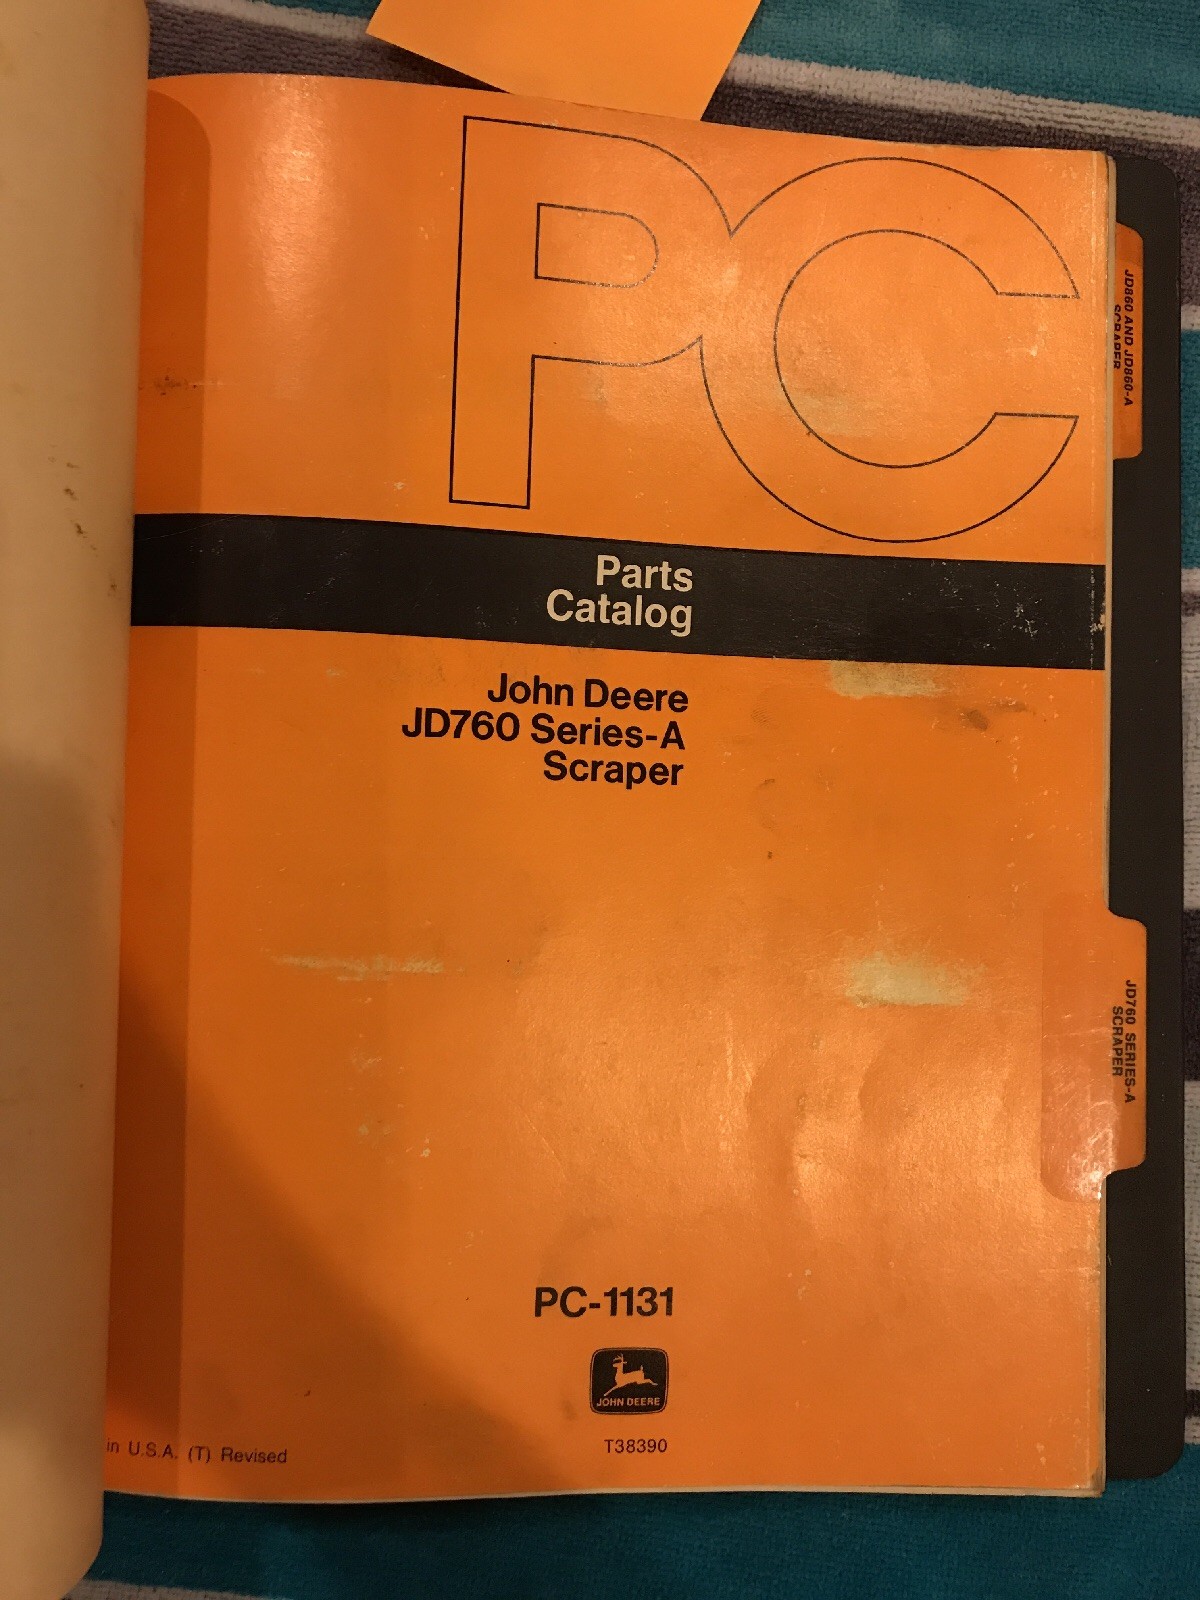 PC
JD860 AND JD860-A
SCRAPER
Parts
Catalog
John Deere
JD760 Series-A
Scraper
JD760 SERIES-A
SCRAPER
PC-1131
JOHN DEERE
in U.S.A. (T) Revised
T38390